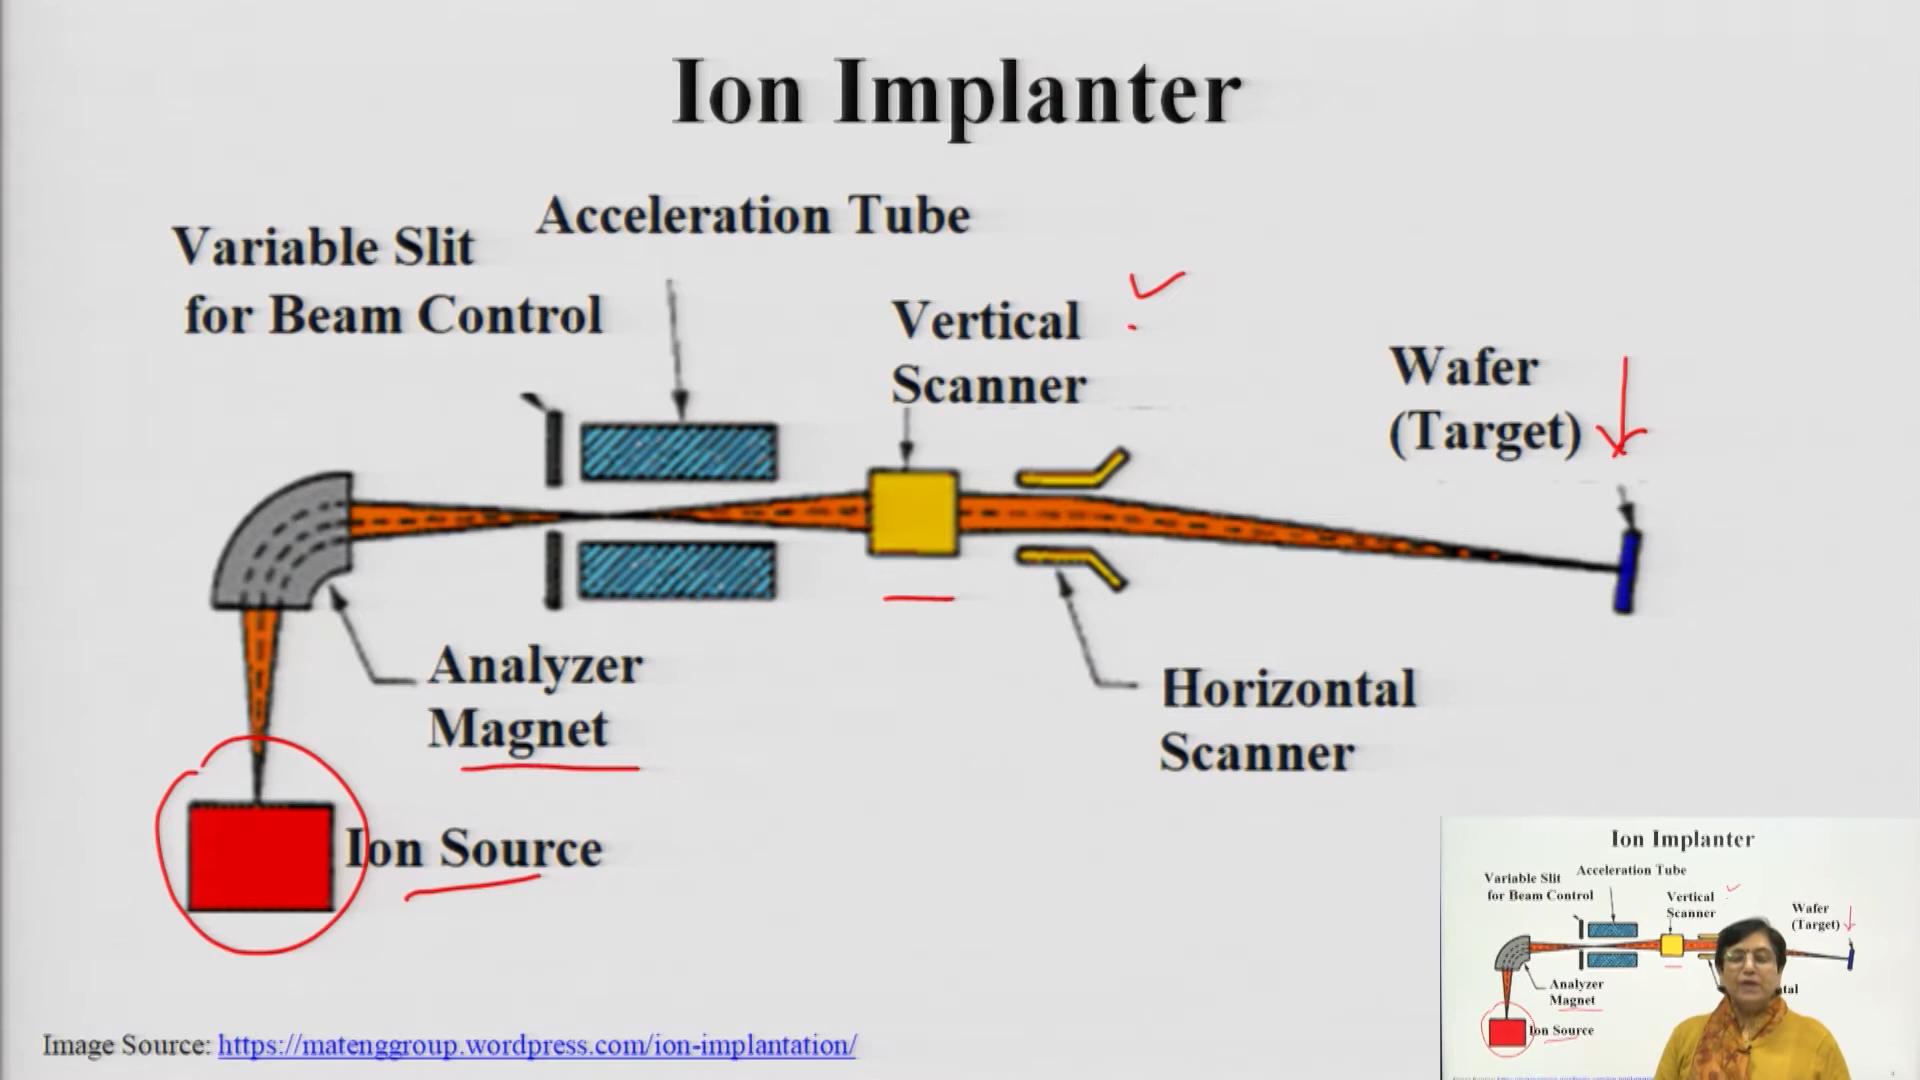 Ion Implanter
Acceleration Tube
Variable Slit
for Beam Control
Vertical
Scanner
Wafer
(Target)
Analyzer
Magnet
Horizontal
Scanner
Ion Source
Image Source: https://matenggroup.wordpress.com/ion-implantation/
Ion Implanter
Acceleration Tube
Variable Slit
for Beam Control
Vertical
Scanner
Wafer
(Target)
Analyzer
Magnet
Ion Source